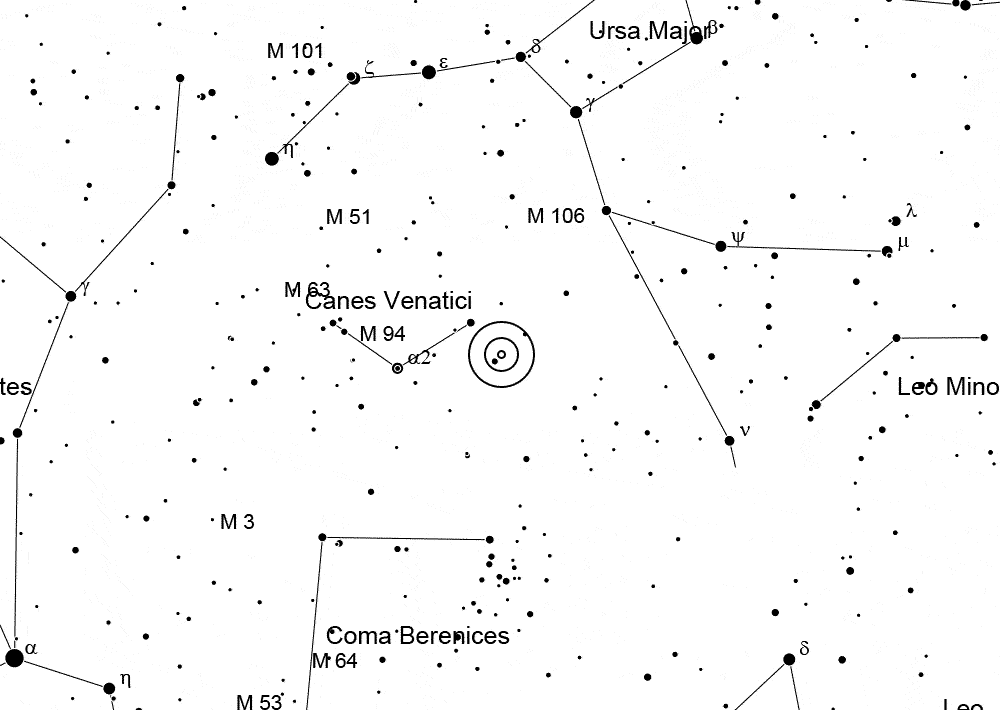 Ursa Major
β
δ
M 101
ζ
ε
γ
η
M 51
M 106
λ
ψ
μ
γ
M 63
Canes Venatici
M 94
α2
tes
Leo Mino
ν
M 3
Coma Berenices
α
M 64
δ
η
M 53
Leo